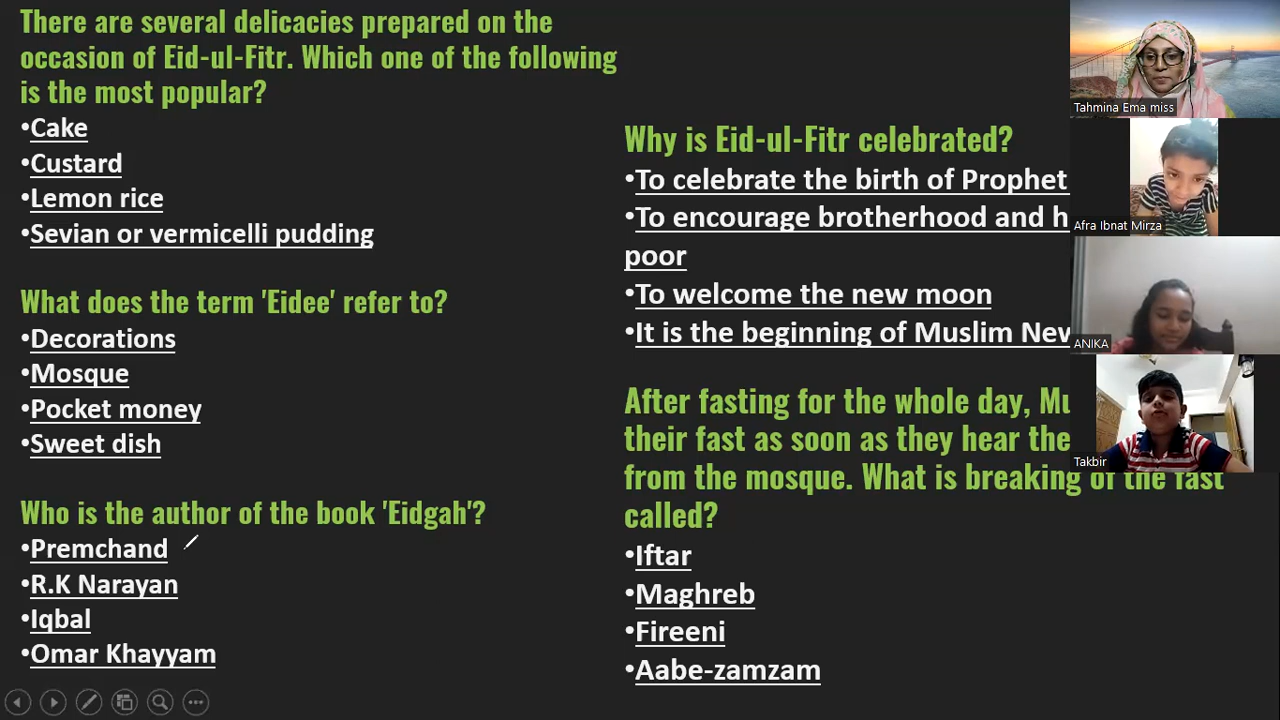 There are several delicacies prepared on the
occasion of Eid-ul-Fitr. Which one of the following
is the most popular?
•Cake
•Custard
•Lemon rice
•Sevian or vermicelli pudding
What does the term 'Eidee' refer to?
•Decorations
•Mosque
•Pocket money
•Sweet dish
Who is the author of the book 'Eidgah'?
•Premchand
•R.K Narayan
•Iqbal
•Omar Khayyam
Why is Eid-ul-Fitr celebrated?
•To celebrate the birth of Prophet
•To encourage brotherhood and h
poor
•To welcome the new moon
•It is the beginning of Muslim New
After fasting for the whole day, Mu
their fast as soon as they hear the
from the mosque. What is breaking of the fast
called?
•Iftar
•Maghreb
•Fireeni
•Aabe-zamzam
Tahmina Ema miss
Afra Ibnat Mirza
ANIKA
Takbir